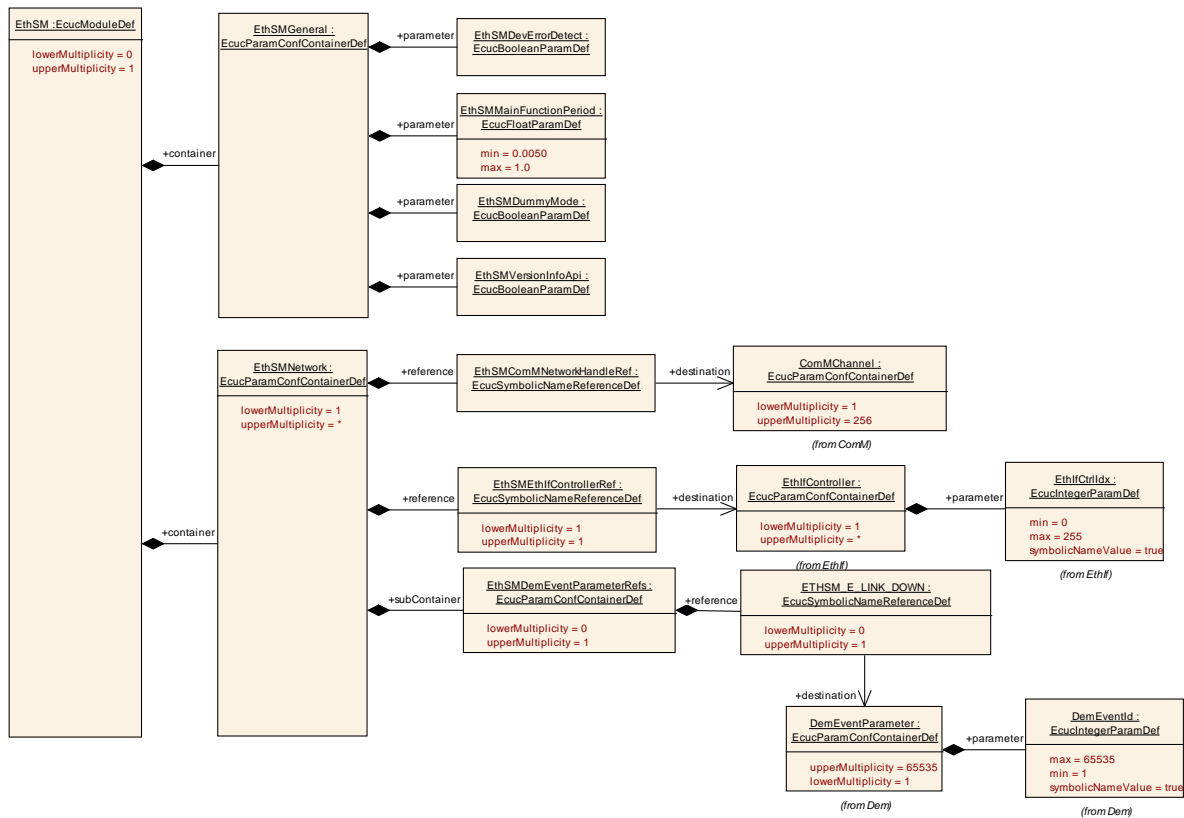 EthSM :EcucModuleDef
lowerMultiplicity = 0
upperMultiplicity = 1
+container
EthSMGeneral :
EcucParamConfContainerDef
+parameter
EthSMDevErrorDetect :
EcucBooleanParamDef
+parameter
EthSMMainFunctionPeriod :
EcucFloatParamDef
min = 0.0050
max = 1.0
+parameter
EthSMDummyMode :
EcucBooleanParamDef
+parameter
EthSMVersionInfoApi :
EcucBooleanParamDef
+container
EthSMNetwork :
EcucParamConfContainerDef
lowerMultiplicity = 1
upperMultiplicity = *
+reference
EthSMComMNetworkHandleRef :
EcucSymbolicNameReferenceDef
+destination
ComMChannel :
EcucParamConfContainerDef
lowerMultiplicity = 1
upperMultiplicity = 256
(from ComM)
+reference
EthSMEthIfControllerRef :
EcucSymbolicNameReferenceDef
lowerMultiplicity = 1
upperMultiplicity = 1
+destination
EthIfController :
EcucParamConfContainerDef
lowerMultiplicity = 1
upperMultiplicity = *
(from EthIf)
+parameter
EthIfCtrlIdx :
EcucIntegerParamDef
min = 0
max = 255
symbolicNameValue = true
(from EthIf)
+subContainer
EthSMDemEventParameterRefs :
EcucParamConfContainerDef
lowerMultiplicity = 0
upperMultiplicity = 1
+reference
ETHSM_E_LINK_DOWN :
EcucSymbolicNameReferenceDef
lowerMultiplicity = 0
upperMultiplicity = 1
+destination
DemEventParameter :
EcucParamConfContainerDef
upperMultiplicity = 65535
lowerMultiplicity = 1
(from Dem)
+parameter
DemEventId :
EcucIntegerParamDef
max = 65535
min = 1
symbolicNameValue = true
(from Dem)